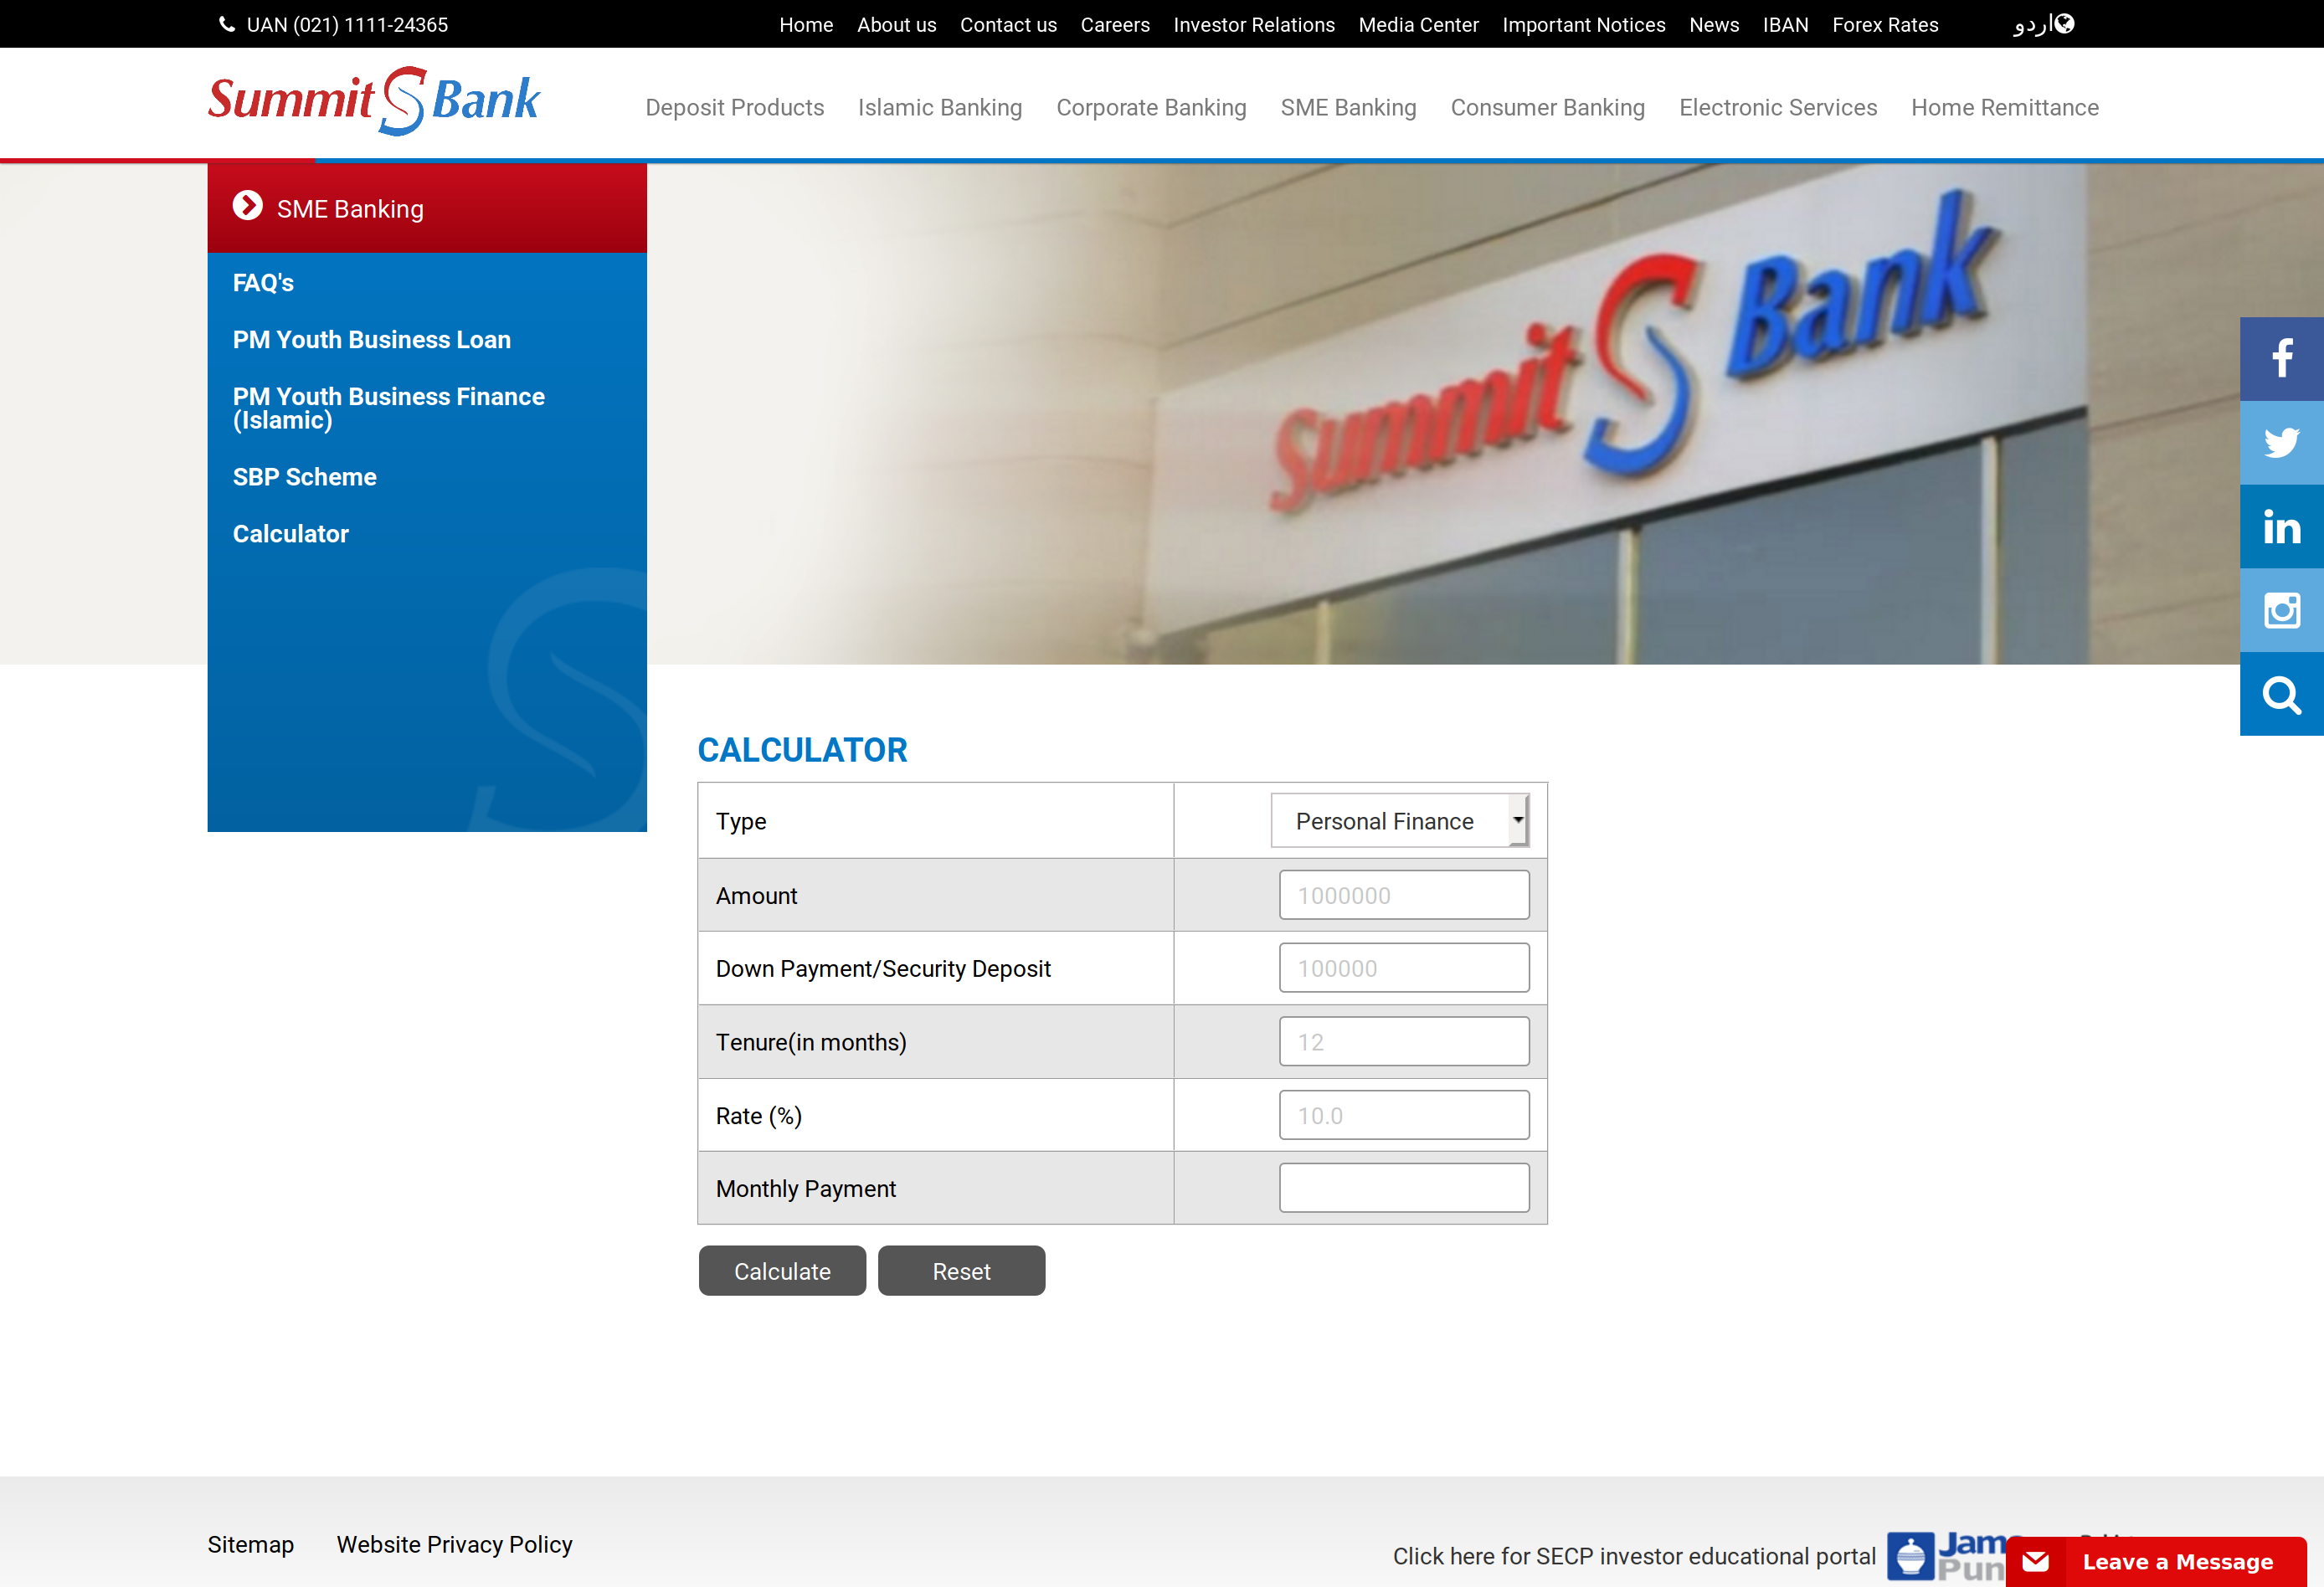 UAN (021) 1111-24365
Home About us Contact us Careers Investor Relations Media Center Important Notices News IBAN Forex Rates
اردو
Summit S Bank
Deposit Products Islamic Banking Corporate Banking SME Banking Consumer Banking Electronic Services Home Remittance
SME Banking
FAQ's
PM Youth Business Loan
PM Youth Business Finance
(Islamic)
SBP Scheme
Calculator
Summit S Bank
CALCULATOR
Type Personal Finance
Amount 1000000
Down Payment/Security Deposit 100000
Tenure(in months) 12
Rate (%) 10.0
Monthly Payment
Calculate Reset
Sitemap Website Privacy Policy
Click here for SECP investor educational portal
Leave a Message